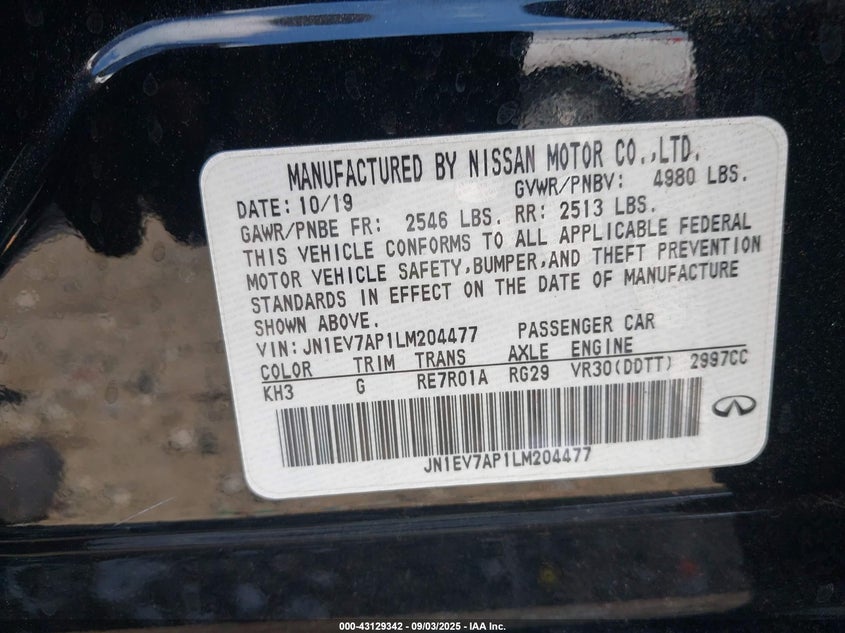 MANUFACTURED BY NISSAN MOTOR CO.,LTD.
DATE: 10/19 GVWR/PNBV: 4980 LBS.
GAWR/PNBE FR: 2546 LBS. RR: 2513 LBS.
THIS VEHICLE CONFORMS TO ALL APPLICABLE FEDERAL
MOTOR VEHICLE SAFETY,BUMPER,AND THEFT PREVENTION
STANDARDS IN EFFECT ON THE DATE OF MANUFACTURE
SHOWN ABOVE.
VIN:JN1EV7AP1LM204477 PASSENGER CAR
COLOR TRIM TRANS AXLE ENGINE
KH3 G RE7R01A RG29 VR30(DDTT) 2997CC
JN1EV7AP1LM204477
000-43129342 - 09/03/2025 - IAA Inc.